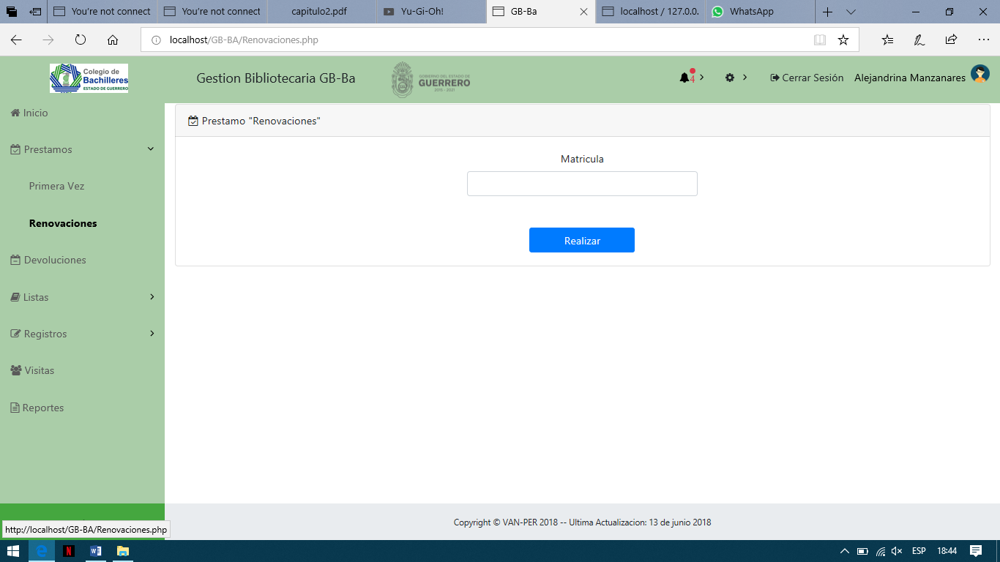 You're not connect
You're not connect
capitulo2.pdf
Yu-Gi-Oh!
GB-Ba
localhost / 127.0.0.
WhatsApp
localhost/GB-BA/Renovaciones.php
Colegio de
Bachilleres
ESTADO DE GUERRERO
Gestion Bibliotecaria GB-Ba
GOBIERNO DEL ESTADO DE
GUERRERO
2015 - 2021
4
Cerrar Sesión
Alejandrina Manzanares
Inicio
Prestamos
Primera Vez
Renovaciones
Devoluciones
Listas
Registros
Visitas
Reportes
Prestamo "Renovaciones"
Matricula
Realizar
Copyright © VAN-PER 2018 -- Ultima Actualizacion: 13 de junio 2018
http://localhost/GB-BA/Renovaciones.php
N
ESP
18:44